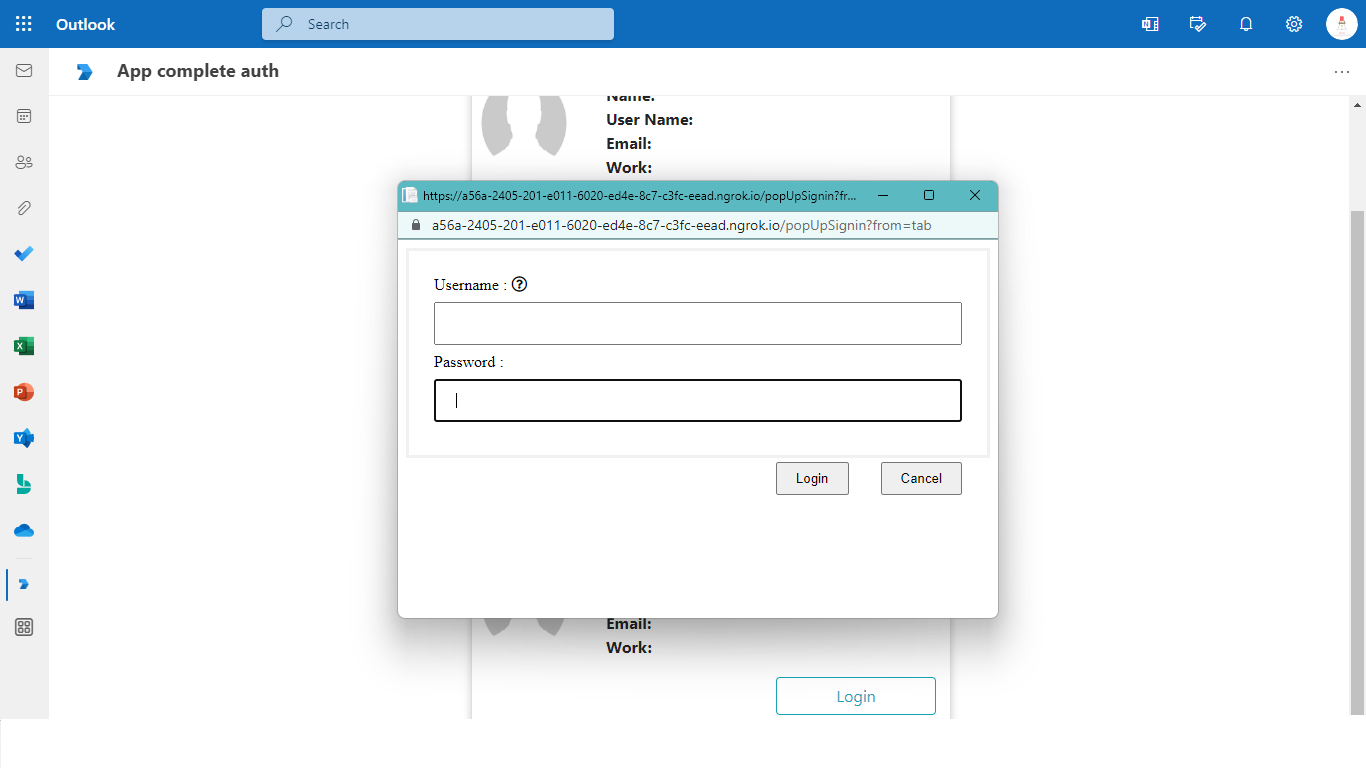 Outlook
Search
App complete auth
Name:
User Name:
Email:
Work:
https://a56a-2405-201-e011-6020-ed4e-8c7-c3fc-eead.ngrok.io/popUpSignin?fr...
a56a-2405-201-e011-6020-ed4e-8c7-c3fc-eead.ngrok.io/popUpSignin?from=tab
Username :
Password :
Login Cancel
Email:
Work:
Login